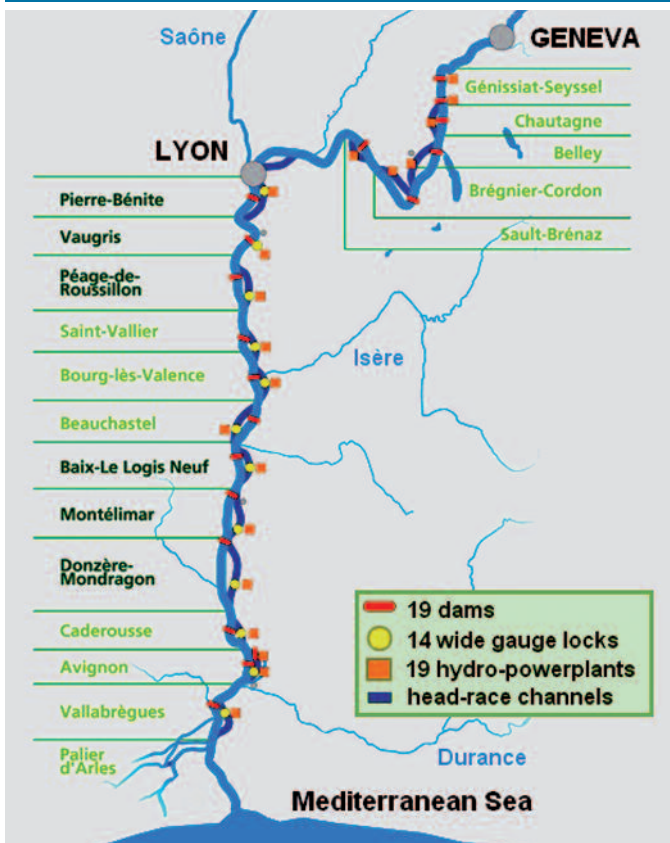 Saône
GENEVA
Génissiat-Seyssel
Chautagne
LYON
Belley
Pierre-Bénite
Brégnier-Cordon
Vaugris
Sault-Brénaz
Péage-de-
Roussillon
Saint-Vallier
Isère
Bourg-lès-Valence
Beauchastel
Baix-Le Logis Neuf
Montélimar
Donzère-
Mondragon
19 dams
14 wide gauge locks
19 hydro-powerplants
head-race channels
Caderousse
Avignon
Vallabrègues
Durance
Palier
d'Arles
Mediterranean Sea